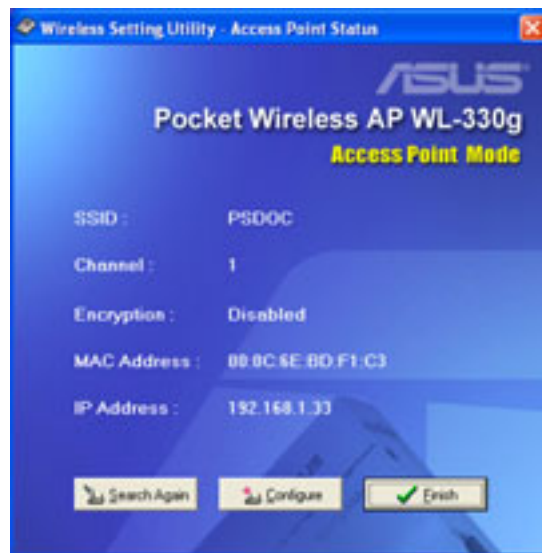 Wireless Setting Utility - Access Point Status
ASUS
Pocket Wireless AP WL-330g
Access Point Mode
SSID : PSDOC
Channel : 1
Encryption : Disabled
MAC Address : 00:0C:6E:BD:F1:C3
IP Address : 192.168.1.33
Search Again Configure Finish